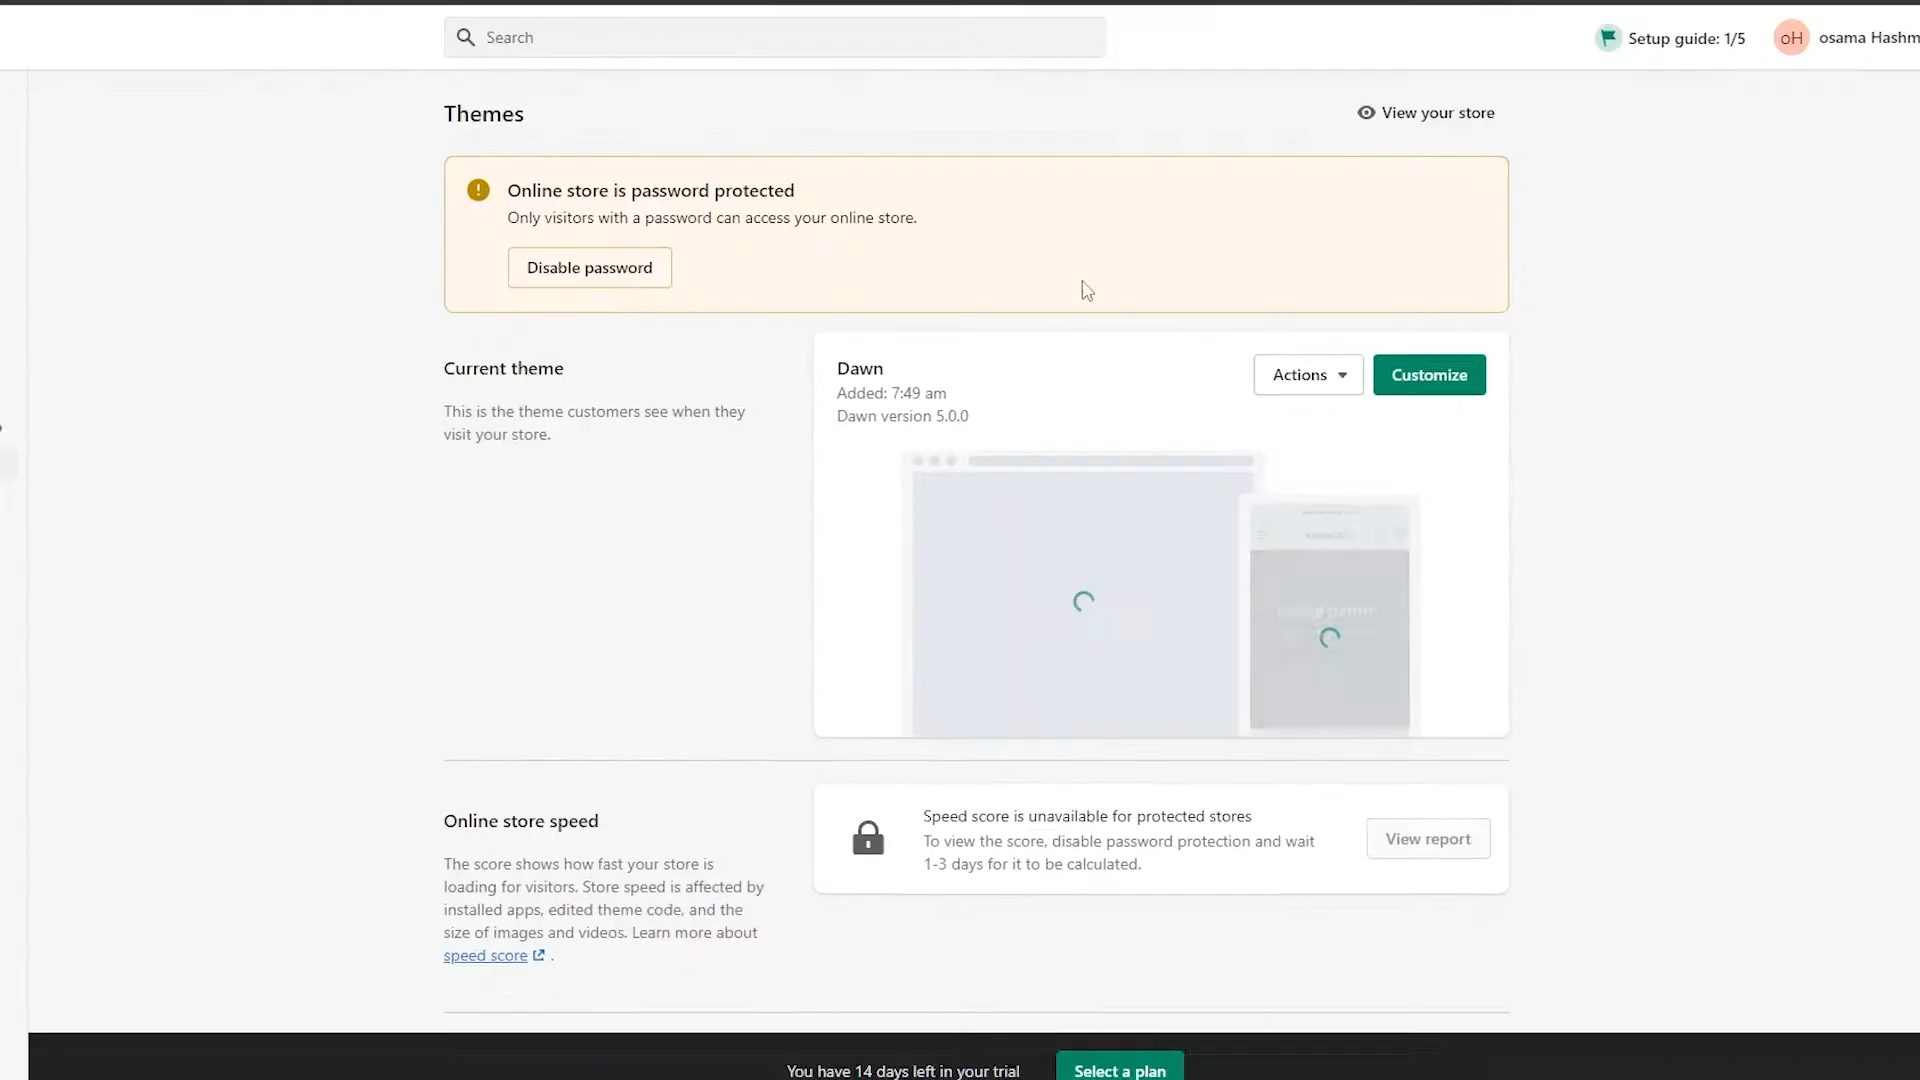 Search
Setup guide: 1/5
oH
osama Hashm
Themes
View your store
Online store is password protected
Only visitors with a password can access your online store.
Disable password
Current theme
This is the theme customers see when they
visit your store.
Dawn
Added: 7:49 am
Dawn version 5.0.0
Actions
Customize
Online store speed
The score shows how fast your store is
loading for visitors. Store speed is affected by
installed apps, edited theme code, and the
size of images and videos. Learn more about
speed score .
Speed score is unavailable for protected stores
To view the score, disable password protection and wait
1-3 days for it to be calculated.
View report
You have 14 days left in your trial
Select a plan